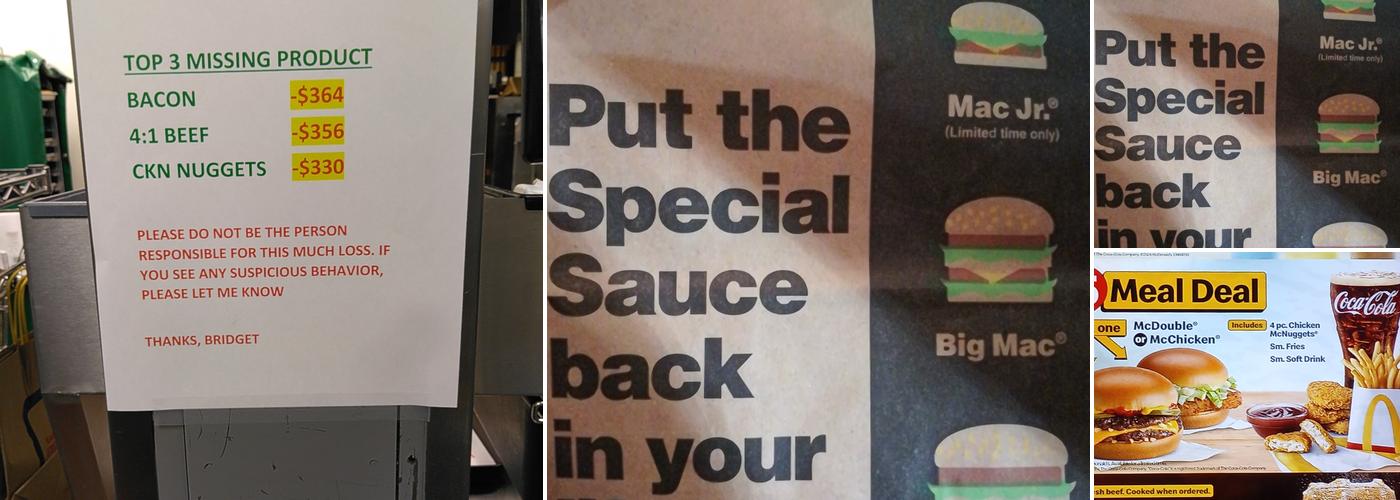 TOP 3 MISSING PRODUCT
BACON -$364
4:1 BEEF -$356
CKN NUGGETS -$330
PLEASE DO NOT BE THE PERSON
RESPONSIBLE FOR THIS MUCH LOSS. IF
YOU SEE ANY SUSPICIOUS BEHAVIOR,
PLEASE LET ME KNOW
THANKS, BRIDGET
Put the
Special
Sauce
back
in your
Mac Jr.®
(Limited time only)
Big Mac®
Put the
Special
Sauce
back
in your
Mac Jr.®
(Limited time only)
Big Mac®
Meal Deal
one
McDouble®
or McChicken®
Includes
4 pc. Chicken
McNuggets®
Sm. Fries
Sm. Soft Drink
Coca-Cola
sh beef. Cooked when ordered.